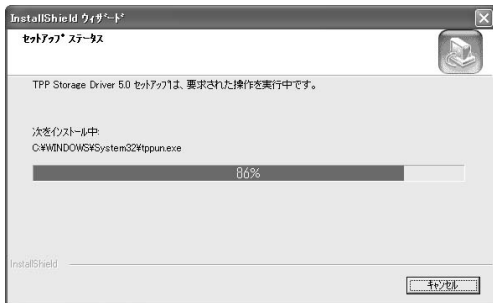 InstallShield ウィザード
セットアップ ステータス
TPP Storage Driver 5.0 セットアップは、要求された操作を実行中です。
次をインストール中:
C:¥WINDOWS¥System32¥tppun.exe
86%
InstallShield
キャンセル